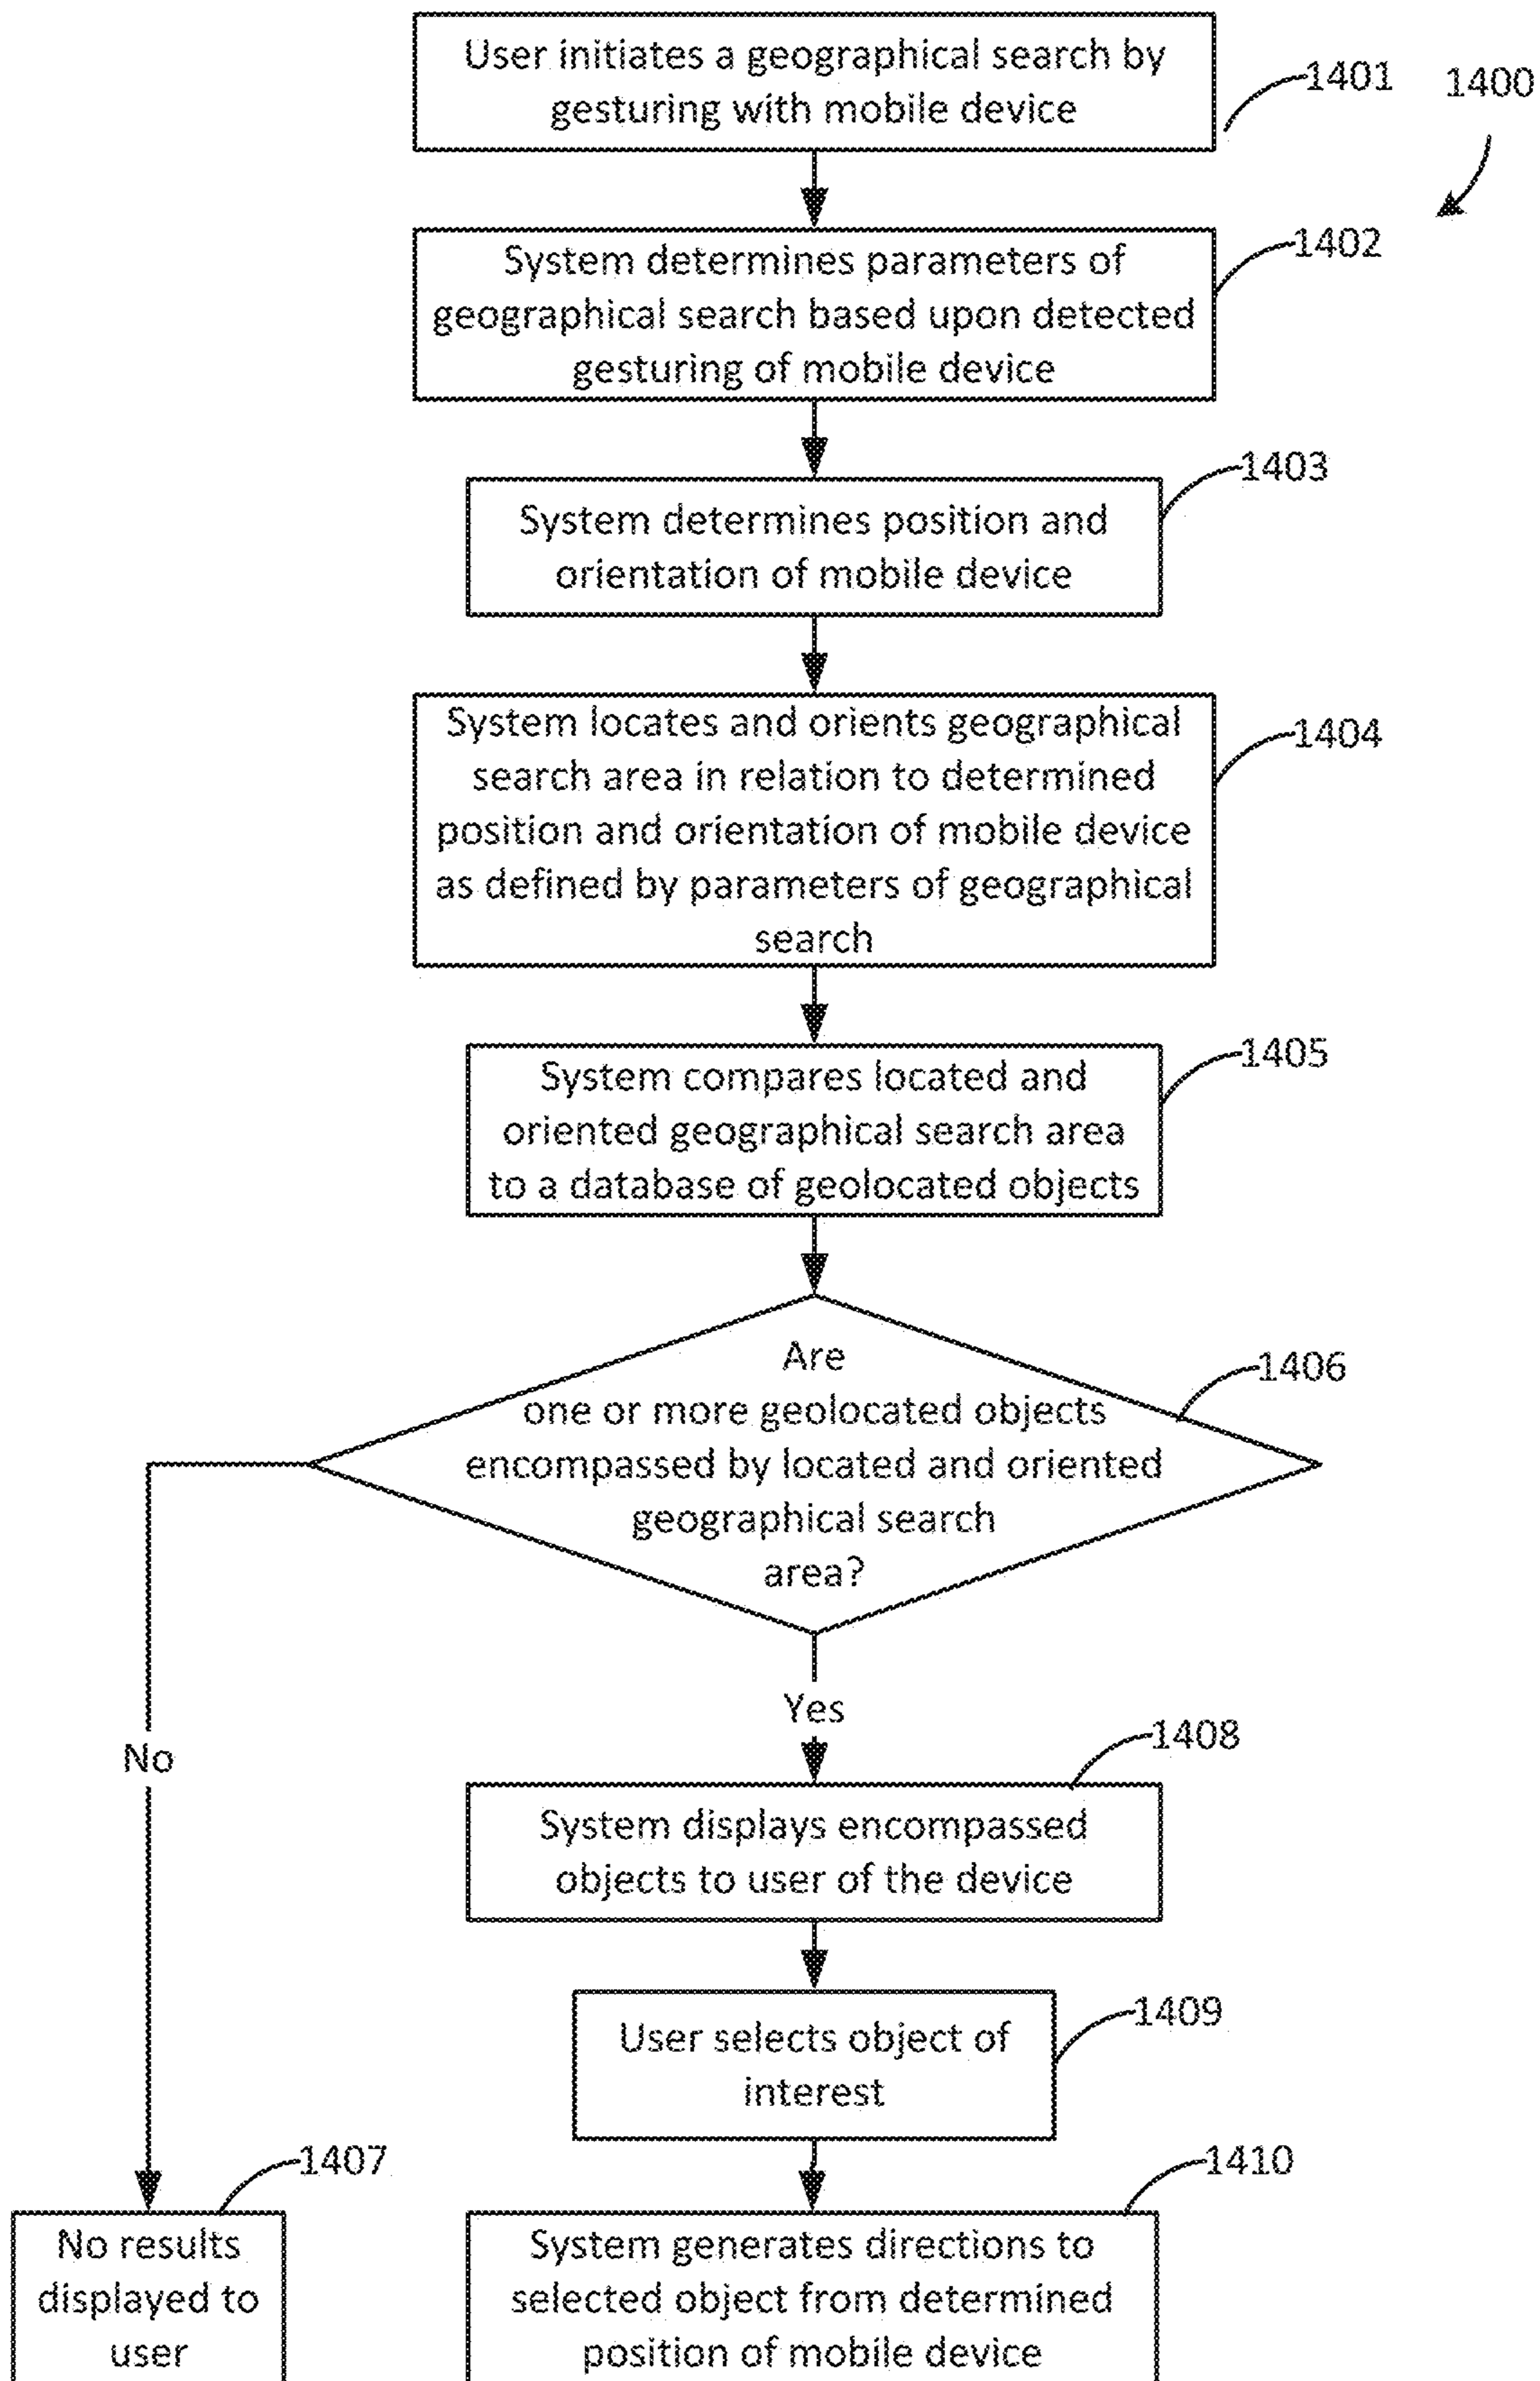 User initiates a geographical search by
gesturing with mobile device
1401
1400
System determines parameters of
geographical search based upon detected
gesturing of mobile device
1402
System determines position and
orientation of mobile device
1403
System locates and orients geographical
search area in relation to determined
position and orientation of mobile device
as defined by parameters of geographical
search
1404
System compares located and
oriented geographical search area
to a database of geolocated objects
1405
Are
one or more geolocated objects
encompassed by located and oriented
geographical search
area?
1406
Yes
No
System displays encompassed
objects to user of the device
1408
User selects object of
interest
1409
No results
displayed to
user
1407
System generates directions to
selected object from determined
position of mobile device
1410